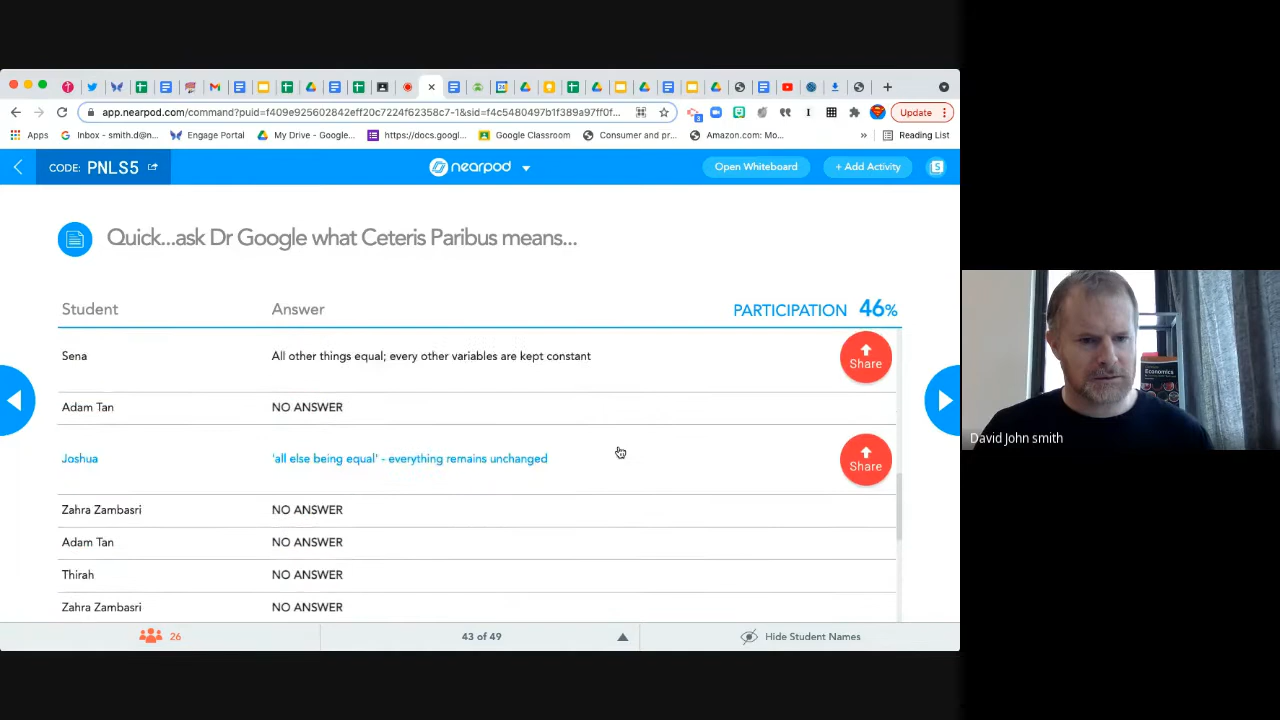 app.nearpod.com/command?puid=f409e925602842eff20c7224f62358c7-1&sid=f4c5480497b1f389a97ff0f...
Update
Apps
Inbox - smith.d@n...
Engage Portal
My Drive - Google...
https://docs.googl...
Google Classroom
Consumer and pr...
Amazon.com: Mo...
»
Reading List
CODE: PNLS5
nearpod
Open Whiteboard
+ Add Activity
S
Quick...ask Dr Google what Ceteris Paribus means...
Student Answer PARTICIPATION 46%
Sena All other things equal; every other variables are kept constant Share
Adam Tan NO ANSWER
Joshua 'all else being equal' - everything remains unchanged Share
Zahra Zambasri NO ANSWER
Adam Tan NO ANSWER
Thirah NO ANSWER
Zahra Zambasri NO ANSWER
26 43 of 49 Hide Student Names
Economics
David John smith